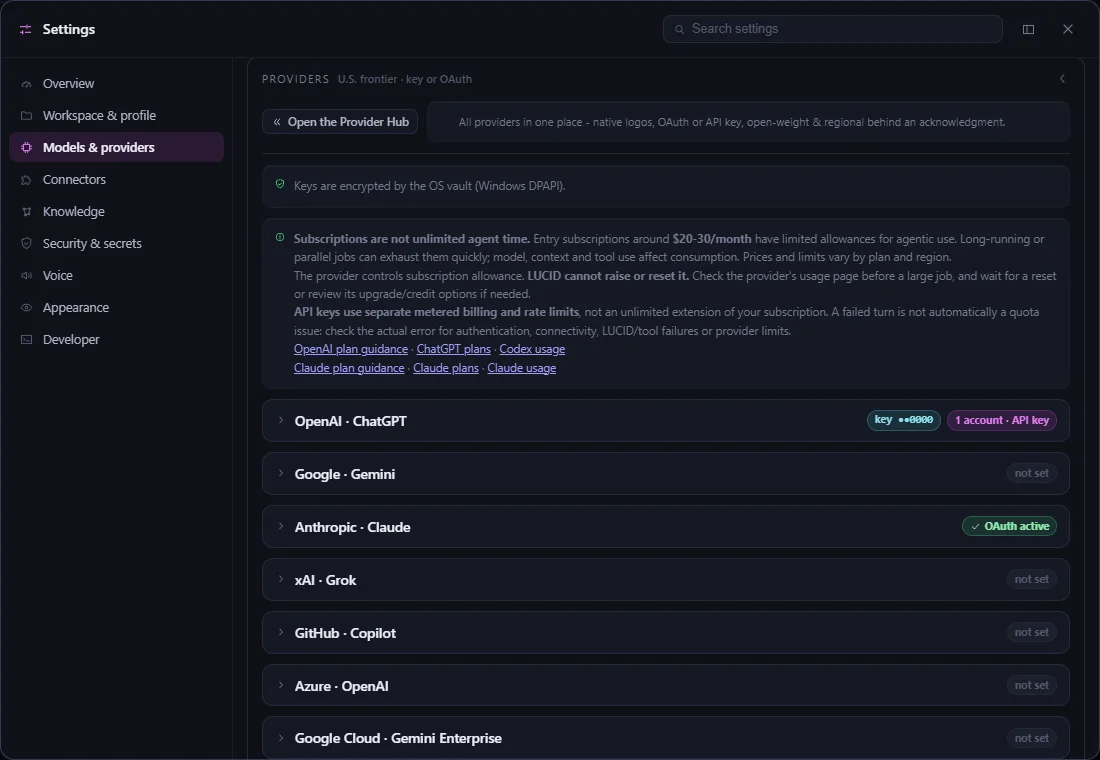 Settings
Search settings
Overview
Workspace & profile
Models & providers
Connectors
Knowledge
Security & secrets
Voice
Appearance
Developer
PROVIDERS U.S. frontier · key or OAuth
« Open the Provider Hub
All providers in one place - native logos, OAuth or API key, open-weight & regional behind an acknowledgment.
Keys are encrypted by the OS vault (Windows DPAPI).
Subscriptions are not unlimited agent time. Entry subscriptions around $20-30/month have limited allowances for agentic use. Long-running or
parallel jobs can exhaust them quickly; model, context and tool use affect consumption. Prices and limits vary by plan and region.
The provider controls subscription allowance. LUCID cannot raise or reset it. Check the provider's usage page before a large job, and wait for a reset
or review its upgrade/credit options if needed.
API keys use separate metered billing and rate limits, not an unlimited extension of your subscription. A failed turn is not automatically a quota
issue: check the actual error for authentication, connectivity, LUCID/tool failures or provider limits.
OpenAI plan guidance · ChatGPT plans · Codex usage
Claude plan guidance · Claude plans · Claude usage
OpenAI · ChatGPT key ••0000 1 account · API key
Google · Gemini not set
Anthropic · Claude ✓ OAuth active
xAI · Grok not set
GitHub · Copilot not set
Azure · OpenAI not set
Google Cloud · Gemini Enterprise not set